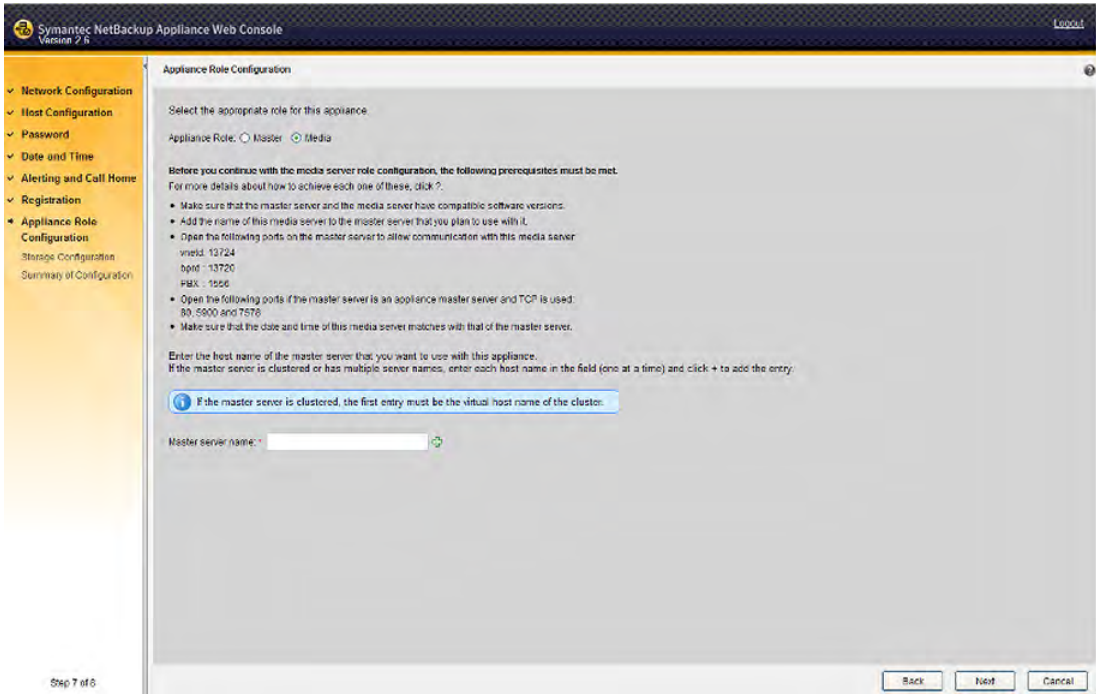 Symantec NetBackup Appliance Web Console
Version 2.6
Logout
Network Configuration
Host Configuration
Password
Date and Time
Alerting and Call Home
Registration
Appliance Role
Configuration
Storage Configuration
Summary of Configuration
Step 7 of 8
Appliance Role Configuration
Select the appropriate role for this appliance.
Appliance Role: Master Media
Before you continue with the media server role configuration, the following prerequisites must be met.
For more details about how to achieve each one of these, click ?.
• Make sure that the master server and the media server have compatible software versions.
• Add the name of this media server to the master server that you plan to use with it.
• Open the following ports on the master server to allow communication with this media server
vnetd: 13724
bprd : 13720
PBX : 1556
• Open the following ports if the master server is an appliance master server and TCP is used:
80, 5900 and 7578
• Make sure that the date and time of this media server matches with that of the master server.
Enter the host name of the master server that you want to use with this appliance.
If the master server is clustered or has multiple server names, enter each host name in the field (one at a time) and click + to add the entry.
If the master server is clustered, the first entry must be the virtual host name of the cluster.
Master server name: *
Back Next Cancel